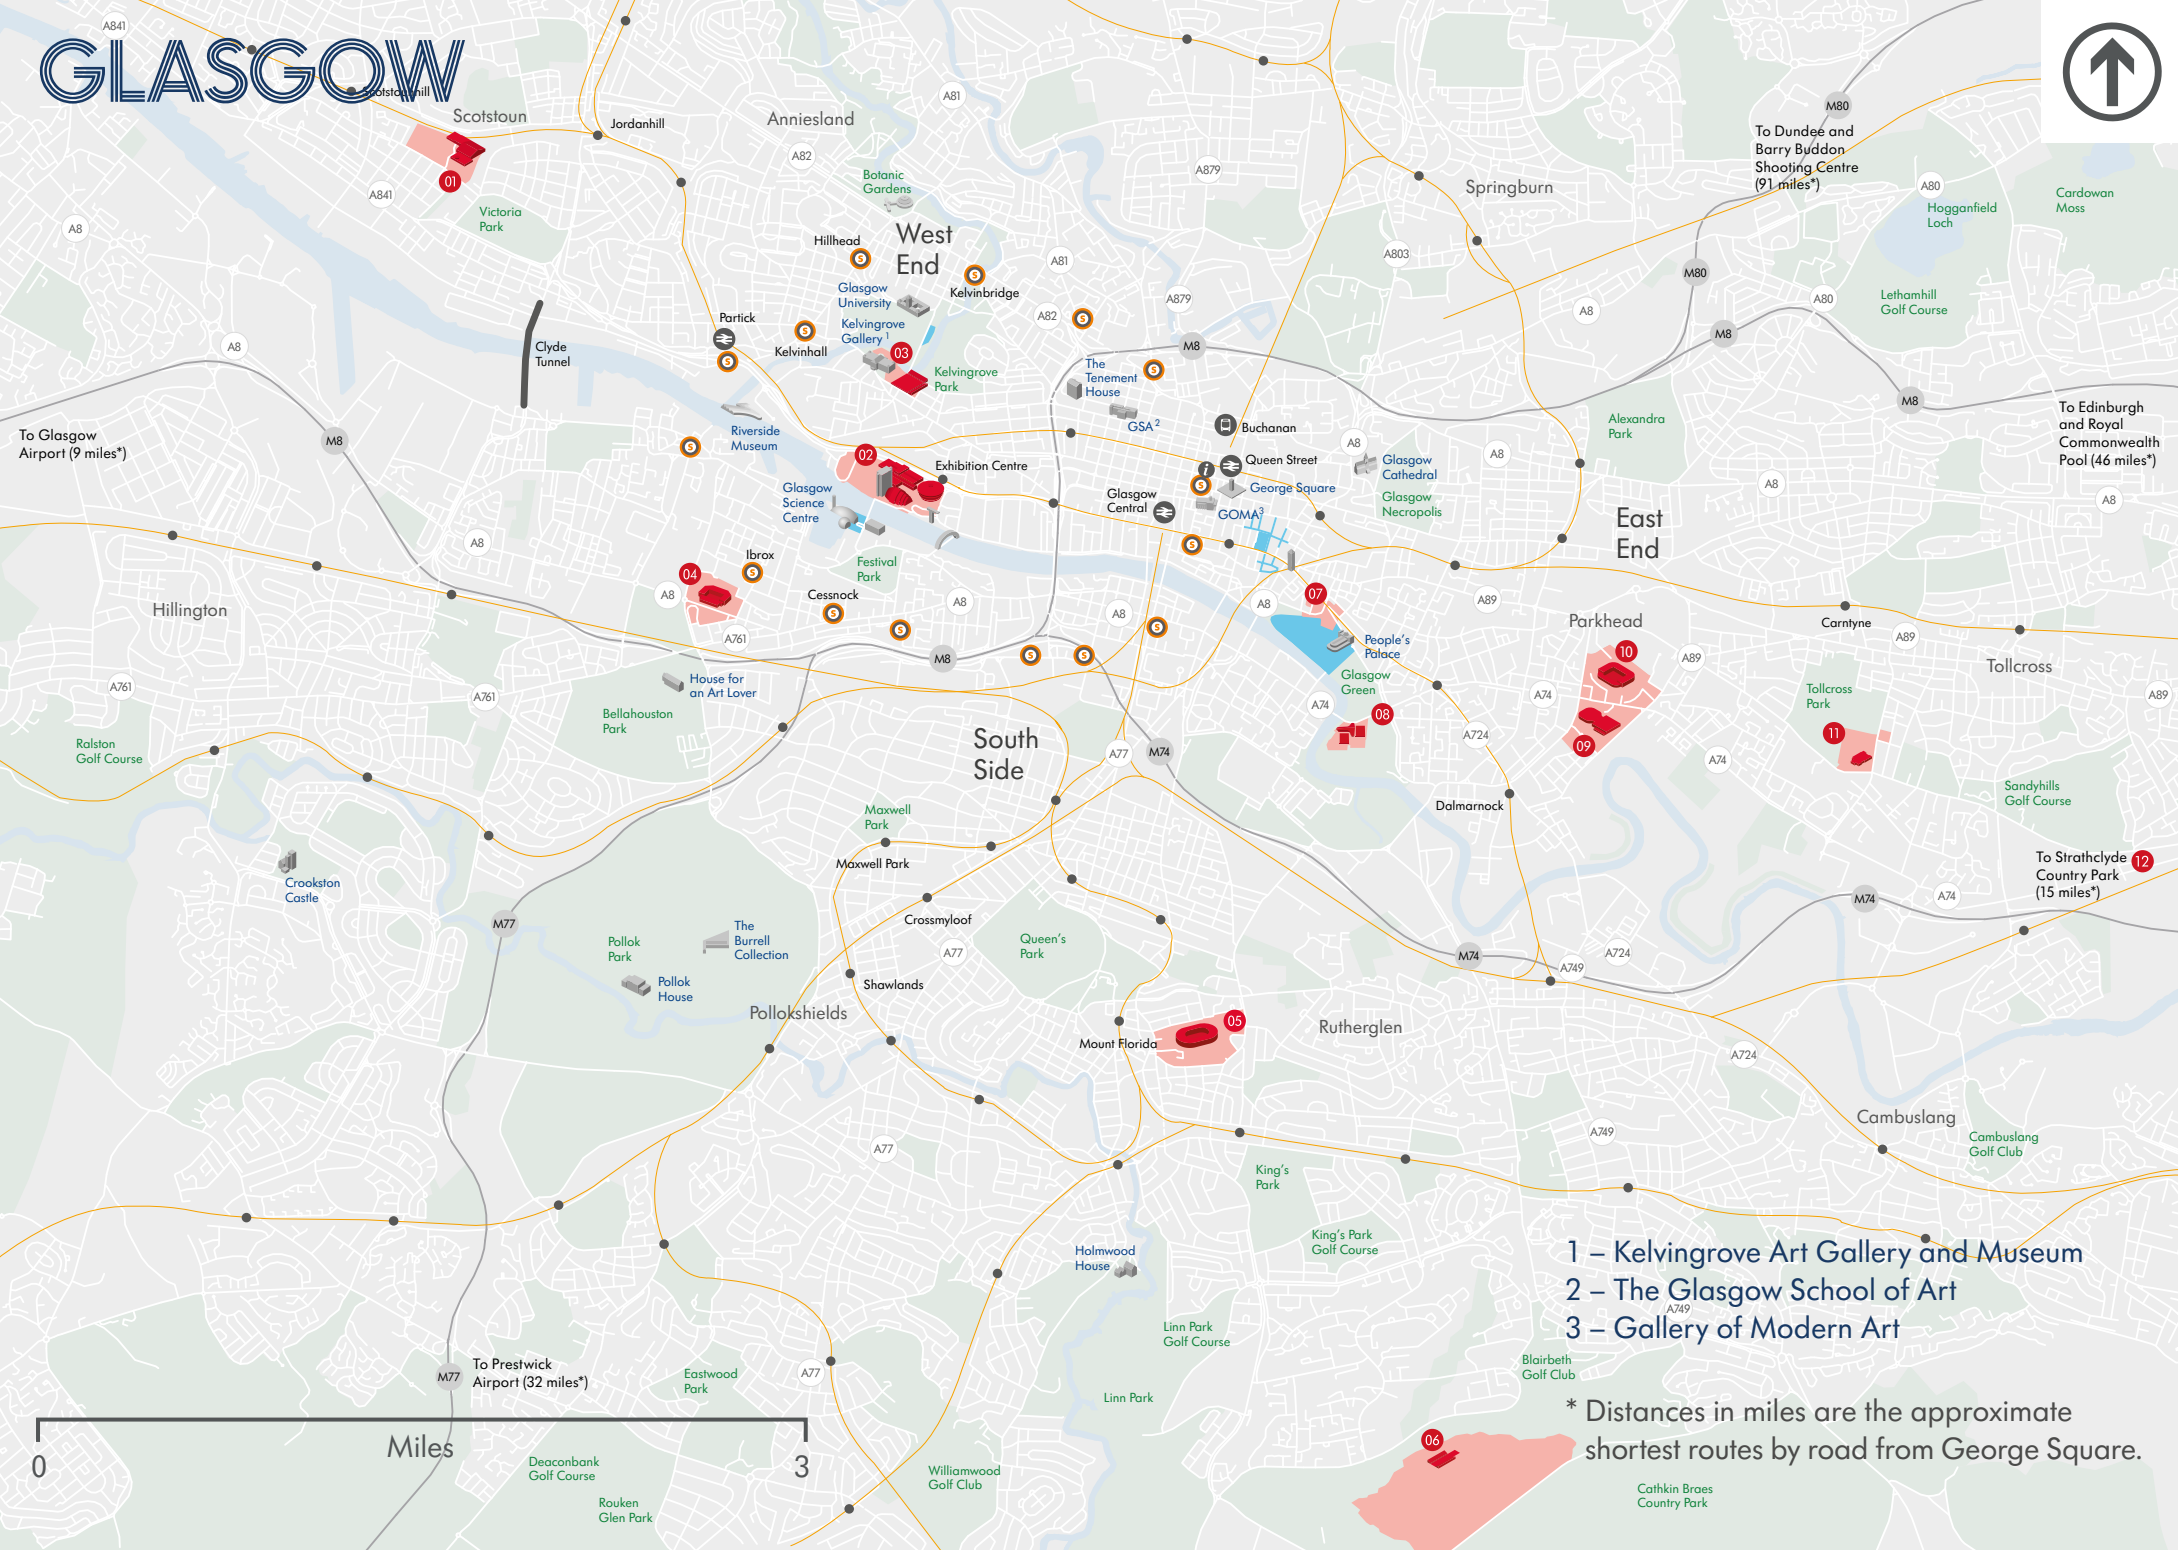 GLASGOW
A841
Scotstounhill
Scotstoun
Jordanhill
Anniesland
A81
A82
A879
A841
01
Victoria
Park
A8
Botanic
Gardens
Springburn
M80
To Dundee and
Barry Buddon
Shooting Centre
(91 miles*)
A80
Hogganfield
Loch
Cardowan
Moss
Hillhead
S
West
End
S
Kelvinbridge
A81
A803
M80
Glasgow
University
Kelvingrove
Gallery 1
A82
S
A879
A8
A80
Lethamhill
Golf Course
Partick
S
S
Kelvinhall
03
Kelvingrove
Park
M8
M8
A8
Clyde
Tunnel
The
Tenement
House
S
GSA 2
Buchanan
Alexandra
Park
M8
To Edinburgh
and Royal
Commonwealth
Pool (46 miles*)
To Glasgow
Airport (9 miles*)
M8
Riverside
Museum
S
02
Exhibition Centre
Glasgow
Science
Centre
Glasgow
Central
i
Queen Street
S
George Square
GOMA3
A8
Glasgow
Cathedral
Glasgow
Necropolis
A8
A8
A8
East
End
A8
Ibrox
S
04
A8
Festival
Park
Cessnock
S
S
A8
A8
S
S
A8
07
A89
Parkhead
Carntyne
A89
Hillington
A761
M8
S
S
People's
Palace
Glasgow
Green
10
A89
Tollcross
A761
A761
House for
an Art Lover
A74
A74
Tollcross
Park
A89
Bellahouston
Park
Ralston
Golf Course
South
Side
A77
M74
08
A724
09
A74
11
Sandyhills
Golf Course
Maxwell
Park
Maxwell Park
Dalmarnock
Crookston
Castle
To Strathclyde
Country Park
(15 miles*)
12
M77
The
Burrell
Collection
Pollok
Park
Pollok
House
Crossmyloof
A77
Queen's
Park
M74
A74
M74
A749
A724
Shawlands
Pollokshields
05
Mount Florida
Rutherglen
A724
Cambuslang
A77
A749
Cambuslang
Golf Club
King's
Park
King's Park
Golf Course
Holmwood
House
1 – Kelvingrove Art Gallery and Museum
2 – The Glasgow School of Art
A749
3 – Gallery of Modern Art
Linn Park
Golf Course
Linn Park
Blairbeth
Golf Club
M77
To Prestwick
Airport (32 miles*)
Eastwood
Park
A77
* Distances in miles are the approximate
shortest routes by road from George Square.
06
Miles
0
3
Deaconbank
Golf Course
Rouken
Glen Park
Williamwood
Golf Club
Cathkin Braes
Country Park